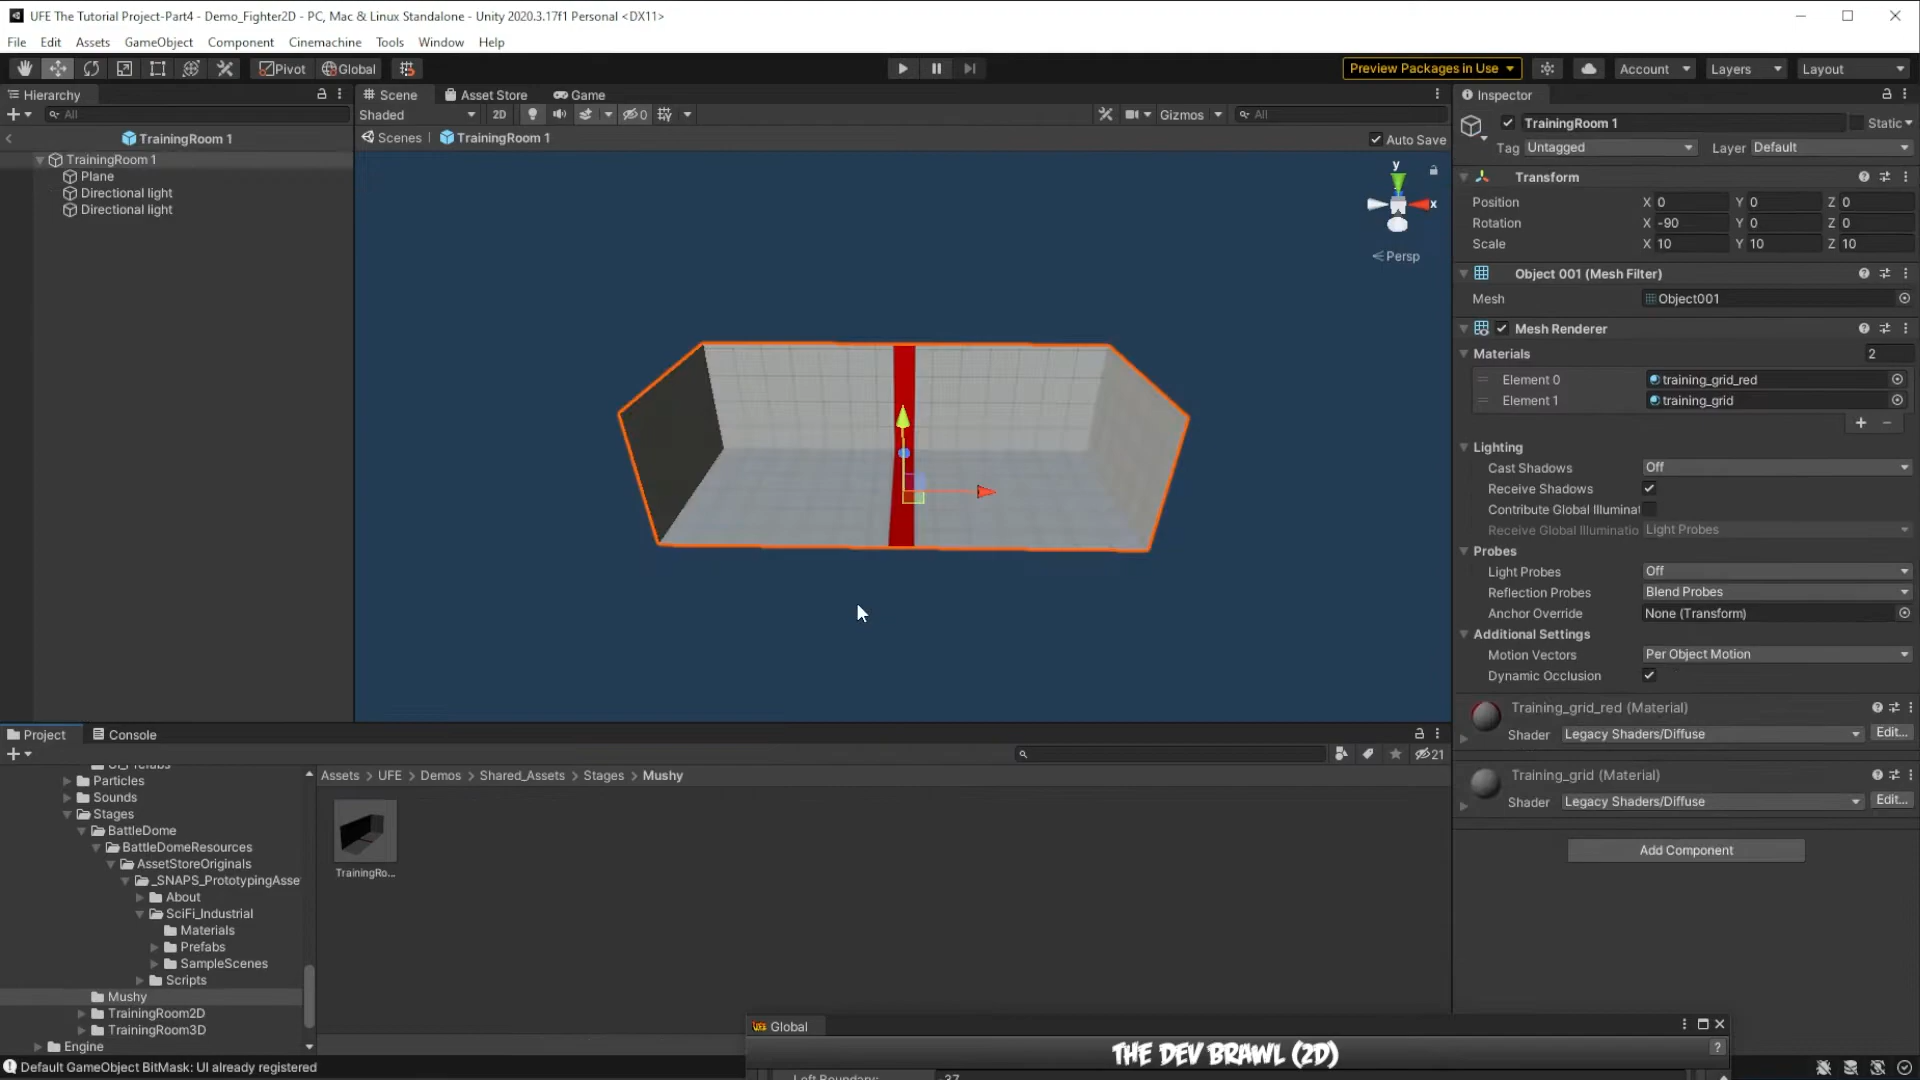 UFE The Tutorial Project-Part4 - Demo_Fighter2D - PC, Mac & Linux Standalone - Unity 2020.3.17f1 Personal <DX11>
File Edit Assets GameObject Component Cinemachine Tools Window Help
Pivot Global Preview Packages in Use Account Layers Layout
Hierarchy Scene Asset Store Game Inspector
All Shaded 2D 0 Gizmos All
TrainingRoom 1 Scenes TrainingRoom 1 Auto Save
TrainingRoom 1
Plane
Directional light
Directional light
y
x
Persp
TrainingRoom 1 Static
Tag Untagged Layer Default
Transform
Position X 0 Y 0 Z 0
Rotation X -90 Y 0 Z 0
Scale X 10 Y 10 Z 10
Object 001 (Mesh Filter)
Mesh Object001
Mesh Renderer
Materials 2
Element 0 training_grid_red
Element 1 training_grid
Lighting
Cast Shadows Off
Receive Shadows
Contribute Global Illuminat
Receive Global Illuminatio Light Probes
Probes
Light Probes Off
Reflection Probes Blend Probes
Anchor Override None (Transform)
Additional Settings
Motion Vectors Per Object Motion
Dynamic Occlusion
Training_grid_red (Material)
Shader Legacy Shaders/Diffuse Edit...
Training_grid (Material)
Shader Legacy Shaders/Diffuse Edit...
Add Component
Project Console
21
Assets > UFE > Demos > Shared_Assets > Stages > Mushy
UI_Prefabs
Particles
Sounds
Stages
BattleDome
BattleDomeResources
AssetStoreOriginals
_SNAPS_PrototypingAsse
About
SciFi_Industrial
Materials
Prefabs
SampleScenes
Scripts
Mushy
TrainingRoom2D
TrainingRoom3D
Engine
TrainingRo...
UFE Global
THE DEV BRAWL (2D)
?
Left Boundary: -37
Default GameObject BitMask: UI already registered